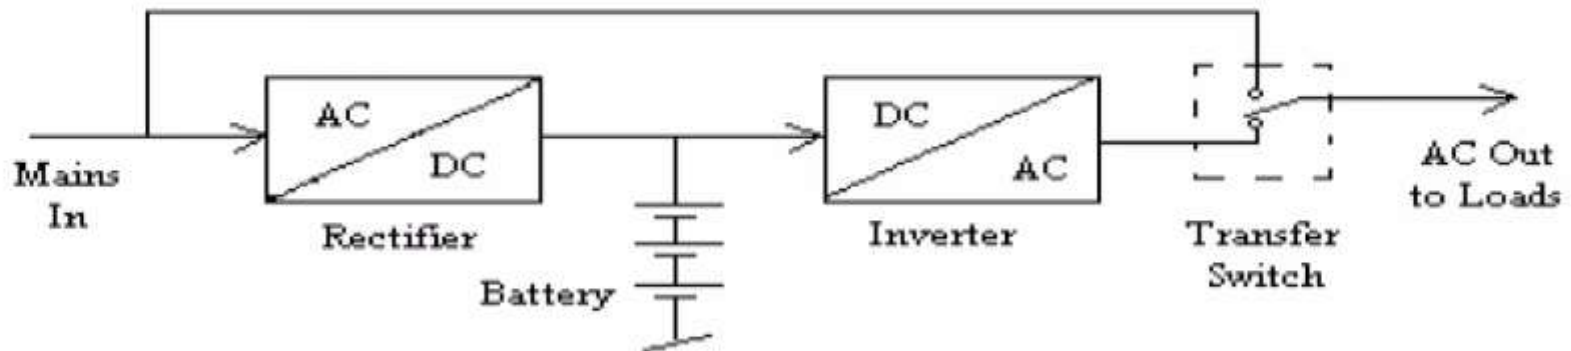 Mains
In
AC
DC
Rectifier
Battery
DC
AC
Inverter
Transfer
Switch
AC Out
to Loads